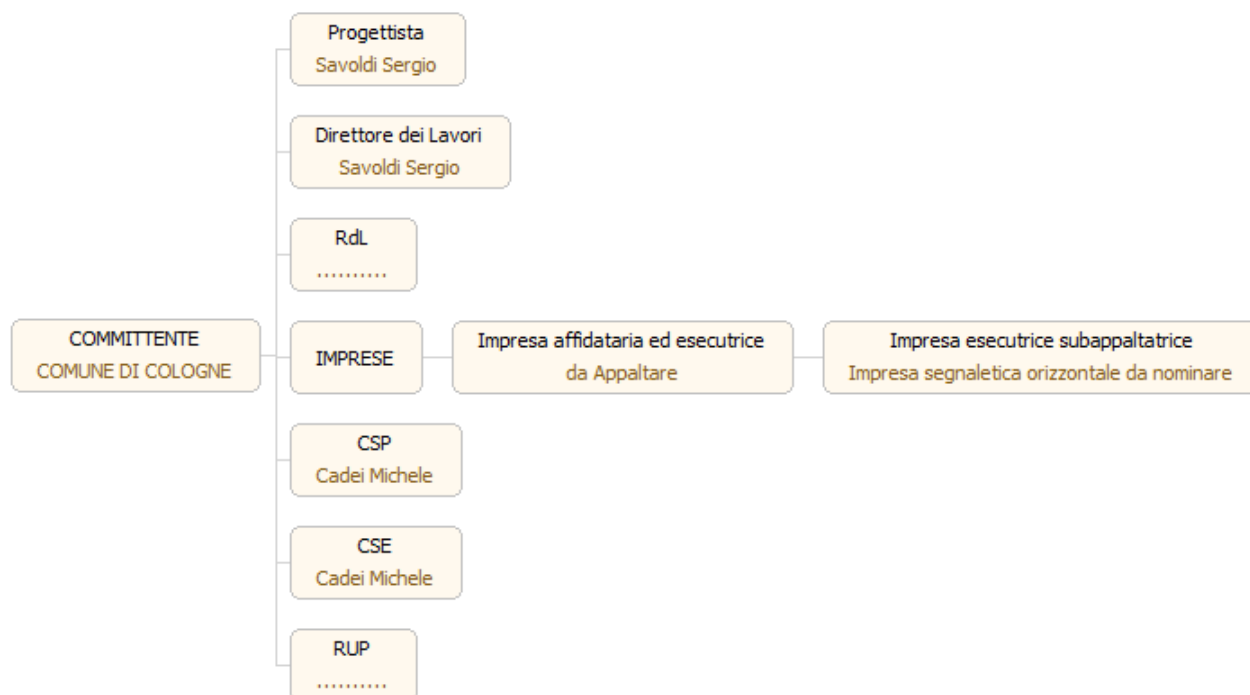 Progettista
Savoldi Sergio
Direttore dei Lavori
Savoldi Sergio
RdL
..........
COMMITTENTE
COMUNE DI COLOGNE
IMPRESE
Impresa affidataria ed esecutrice
da Appaltare
Impresa esecutrice subappaltatrice
Impresa segnaletica orizzontale da nominare
CSP
Cadei Michele
CSE
Cadei Michele
RUP
..........